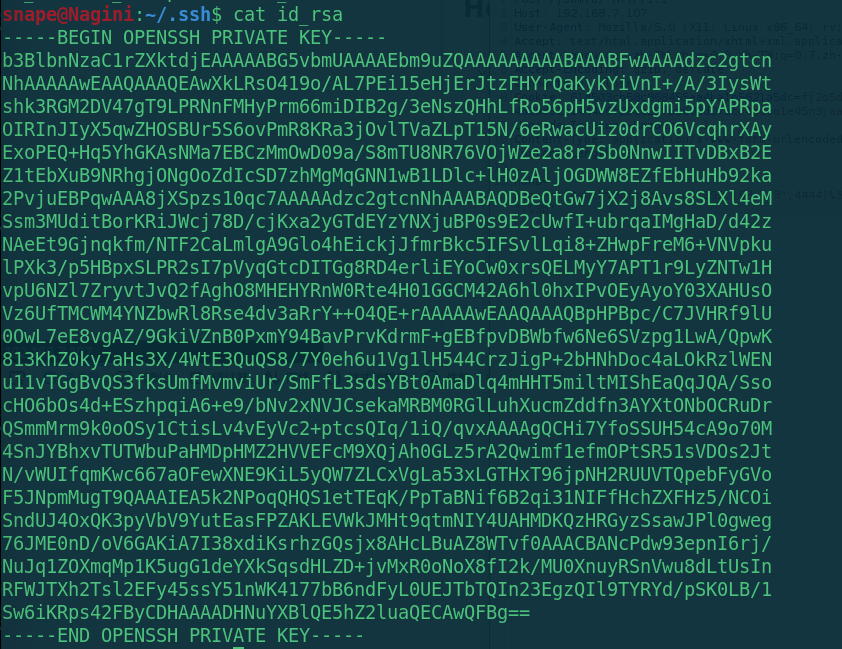 snape@Nagini:~/.ssh$ cat id_rsa
-----BEGIN OPENSSH PRIVATE KEY-----
b3BlbnNzaC1rZXktdjEAAAAABG5vbmUAAAAEbm9uZQAAAAAAAAABAAABFwAAAAdzc2gtcn
NhAAAAAwEAAQAAAQEAwXkLRsO419o/AL7PEi15eHjErJtzFHYrQaKykYiVnI+/A/3IysWt
shk3RGM2DV47gT9LPRNnFMHyPrm66miDIB2g/3eNszQHhLfRo56pH5vzUxdgmi5pYAPRpa
OIRInJIyX5qwZHOSBUr5S6ovPmR8KRa3jOvlTVaZLpT15N/6eRwacUiz0drCO6VcqhrXAy
ExoPEQ+Hq5YhGKAsNMa7EBCzMmOwD09a/S8mTU8NR76VOjWZe2a8r7Sb0NnwIITvDBxB2E
Z1tEbXuB9NRhgjONgOoZdIcSD7zhMgMqGNN1wB1LDlc+lH0zAljOGDWW8EZfEbHuHb92ka
2PvjuEBPqwAAA8jXSpzs10qc7AAAAAdzc2gtcnNhAAABAQDBeQtGw7jX2j8Avs8SLXl4eM
Ssm3MUditBorKRiJWcj78D/cjKxa2yGTdEYzYNXjuBP0s9E2cUwfI+ubrqaIMgHaD/d42z
NAeEt9Gjnqkfm/NTF2CaLmlgA9Glo4hEickjJfmrBkc5IFSvlLqi8+ZHwpFreM6+VNVpku
lPXk3/p5HBpxSLPR2sI7pVyqGtcDITGg8RD4erliEYoCw0xrsQELMyY7APT1r9LyZNTw1H
vpU6NZl7ZryvtJvQ2fAghO8MHEHYRnW0Rte4H01GGCM42A6hl0hxIPvOEyAyoY03XAHUsO
Vz6UfTMCWM4YNZbwRl8Rse4dv3aRrY++O4QE+rAAAAAwEAAQAAAQBpHPBpc/C7JVHRf9lU
0OwL7eE8vgAZ/9GkiVZnB0PxmY94BavPrvKdrmF+gEBfpvDBWbfw6Ne6SVzpg1LwA/QpwK
813KhZ0ky7aHs3X/4WtE3QuQS8/7Y0eh6u1Vg1lH544CrzJigP+2bHNhDoc4aLOkRzlWEN
u11vTGgBvQS3fksUmfMvmviUr/SmFfL3sdsYBt0AmaDlq4mHHT5miltMIShEaQqJQA/Sso
cHO6bOs4d+ESzhpqiA6+e9/bNv2xNVJCsekaMRBM0RGlLuhXucmZddfn3AYXtONbOCRuDr
QSmmMrm9k0oOSy1CtisLv4vEyVc2+ptcsQIq/1iQ/qvxAAAAgQCHi7YfoSSUH54cA9o70M
4SnJYBhxvTUTWbuPaHMDpHMZ2HVVEFcM9XQjAh0GLz5rA2Qwimf1efmOPtSR51sVDOs2Jt
N/vWUIfqmKwc667aOFewXNE9KiL5yQW7ZLCxVgLa53xLGTHxT96jpNH2RUUVTQpebFyGVo
F5JNpmMugT9QAAAIEA5k2NPoqQHQS1etTEqK/PpTaBNif6B2qi31NIFfHchZXFHz5/NCOi
SndUJ4OxQK3pyVbV9YutEasFPZAKLEVWkJMHt9qtmNIY4UAHMDKQzHRGyzSsawJPl0gweg
76JME0nD/oV6GAKiA7I38xdiKsrhzGQsjx8AHcLBuAZ8WTvf0AAACBANcPdw93epnI6rj/
NuJq1ZOXmqMp1K5ugG1deYXkSqsdHLZD+jvMxR0oNoX8fI2k/MU0XnuyRSnVwu8dLtUsIn
RFWJTXh2Tsl2EFy45ssY51nWK4177bB6ndFyL0UEJTbTQIn23EgzQIl9TYRYd/pSK0LB/1
Sw6iKRps42FByCDHAAAADHNuYXBlQE5hZ2luaQECAwQFBg==
-----END OPENSSH PRIVATE KEY-----